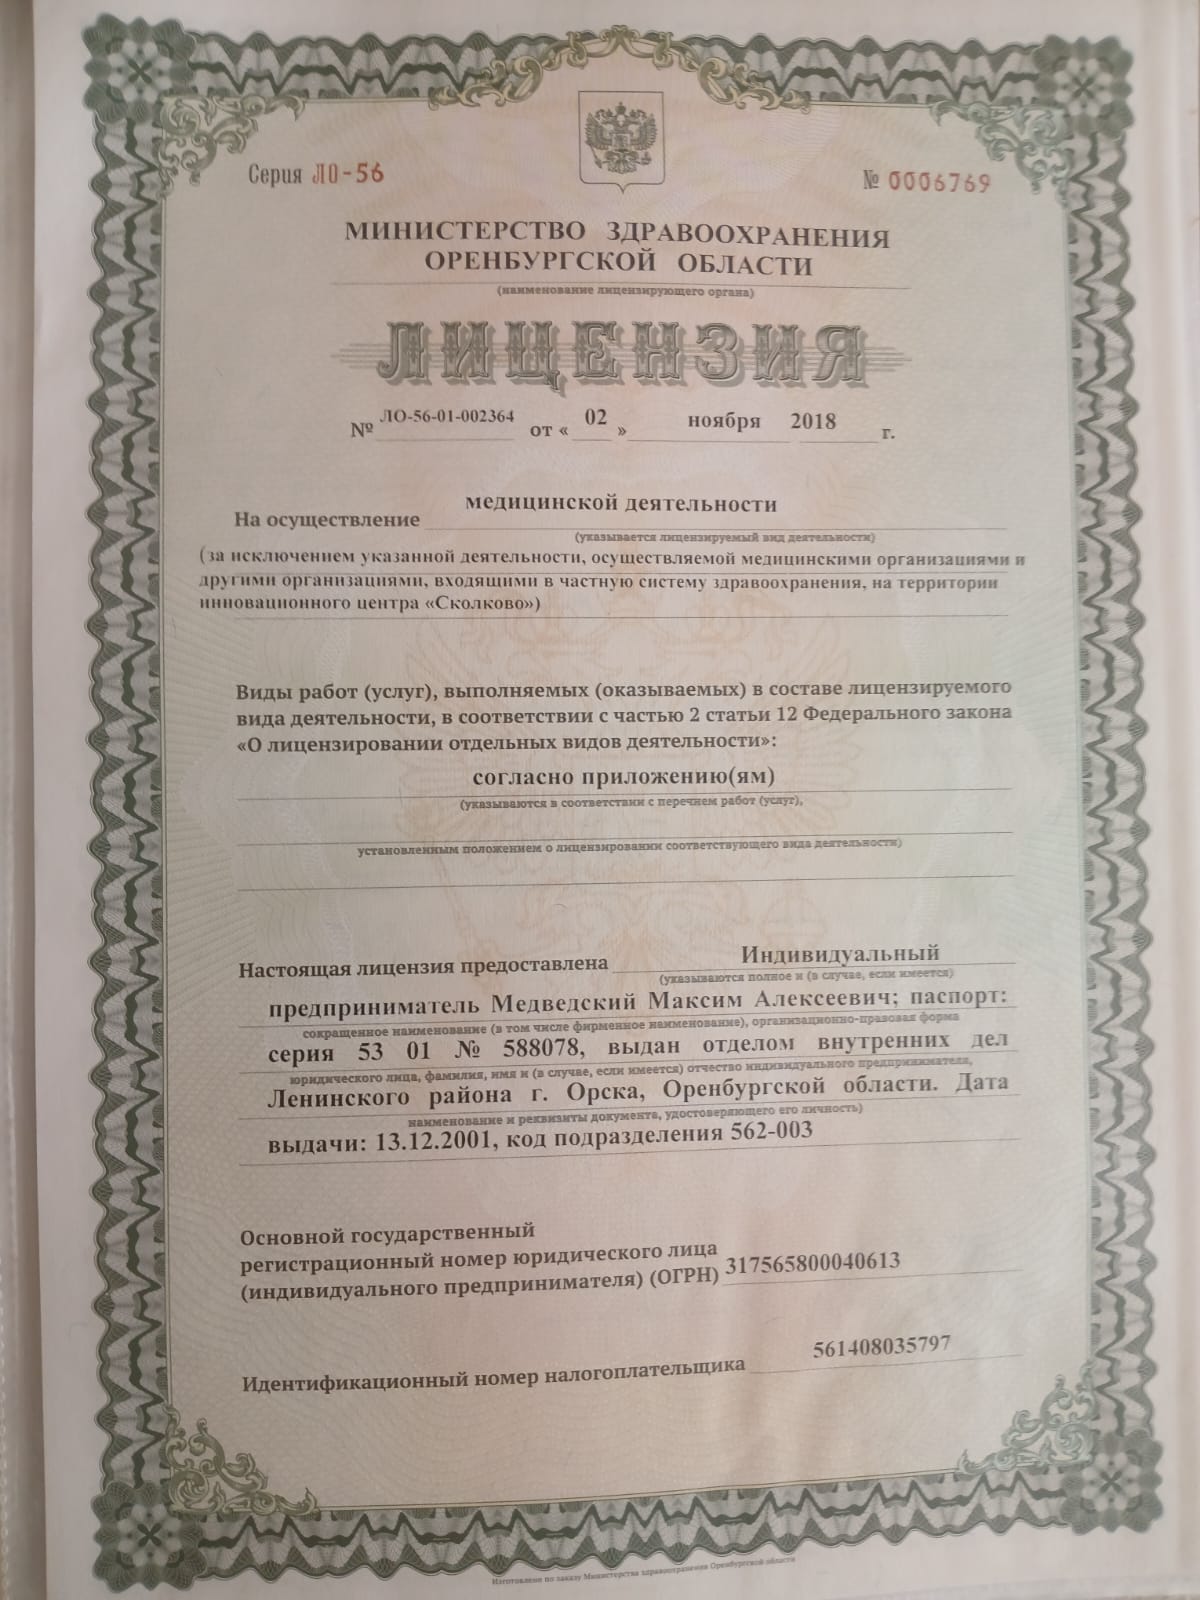 Серия ЛО-56
№ 0006769
МИНИСТЕРСТВО ЗДРАВООХРАНЕНИЯ
ОРЕНБУРГСКОЙ ОБЛАСТИ
(наименование лицензирующего органа)
ЛИЦЕНЗИЯ
№ ЛО-56-01-002364 от « 02 » ноября 2018 г.
На осуществление медицинской деятельности
(указывается лицензируемый вид деятельности)
(за исключением указанной деятельности, осуществляемой медицинскими организациями и
другими организациями, входящими в частную систему здравоохранения, на территории
инновационного центра «Сколково»)
Виды работ (услуг), выполняемых (оказываемых) в составе лицензируемого
вида деятельности, в соответствии с частью 2 статьи 12 Федерального закона
«О лицензировании отдельных видов деятельности»:
согласно приложению(ям)
(указываются в соответствии с перечнем работ (услуг),
установленным положением о лицензировании соответствующего вида деятельности)
Настоящая лицензия предоставлена Индивидуальный
(указываются полное и (в случае, если имеется)
предприниматель Медведский Максим Алексеевич; паспорт:
сокращенное наименование (в том числе фирменное наименование), организационно-правовая форма
серия 53 01 № 588078, выдан отделом внутренних дел
юридического лица, фамилия, имя и (в случае, если имеется) отчество индивидуального предпринимателя,
Ленинского района г. Орска, Оренбургской области. Дата
наименование и реквизиты документа, удостоверяющего его личность)
выдачи: 13.12.2001, код подразделения 562-003
Основной государственный
регистрационный номер юридического лица
(индивидуального предпринимателя) (ОГРН) 317565800040613
Идентификационный номер налогоплательщика 561408035797
Изготовлено по заказу Министерства здравоохранения Оренбургской области